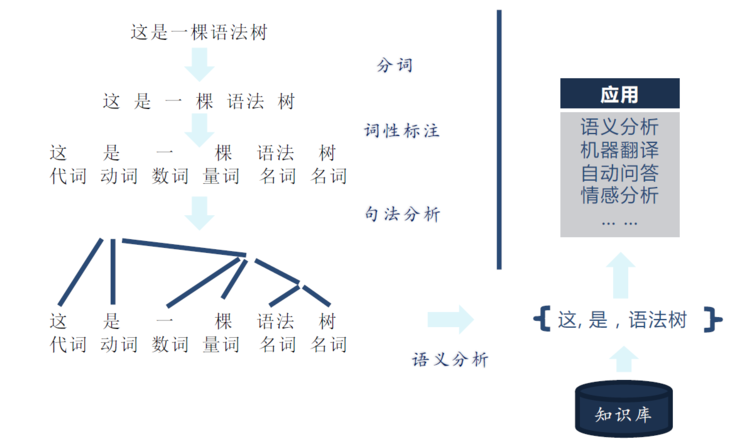 这是一棵语法树
分词
这 是 一 棵 语法 树
词性标注
这 是 一 棵 语法 树
代词 动词 数词 量词 名词 名词
句法分析
这 是 一 棵 语法 树
代词 动词 数词 量词 名词 名词
语义分析
应用
语义分析
机器翻译
自动问答
情感分析
... ...
{ 这, 是 , 语法树 }
知识库